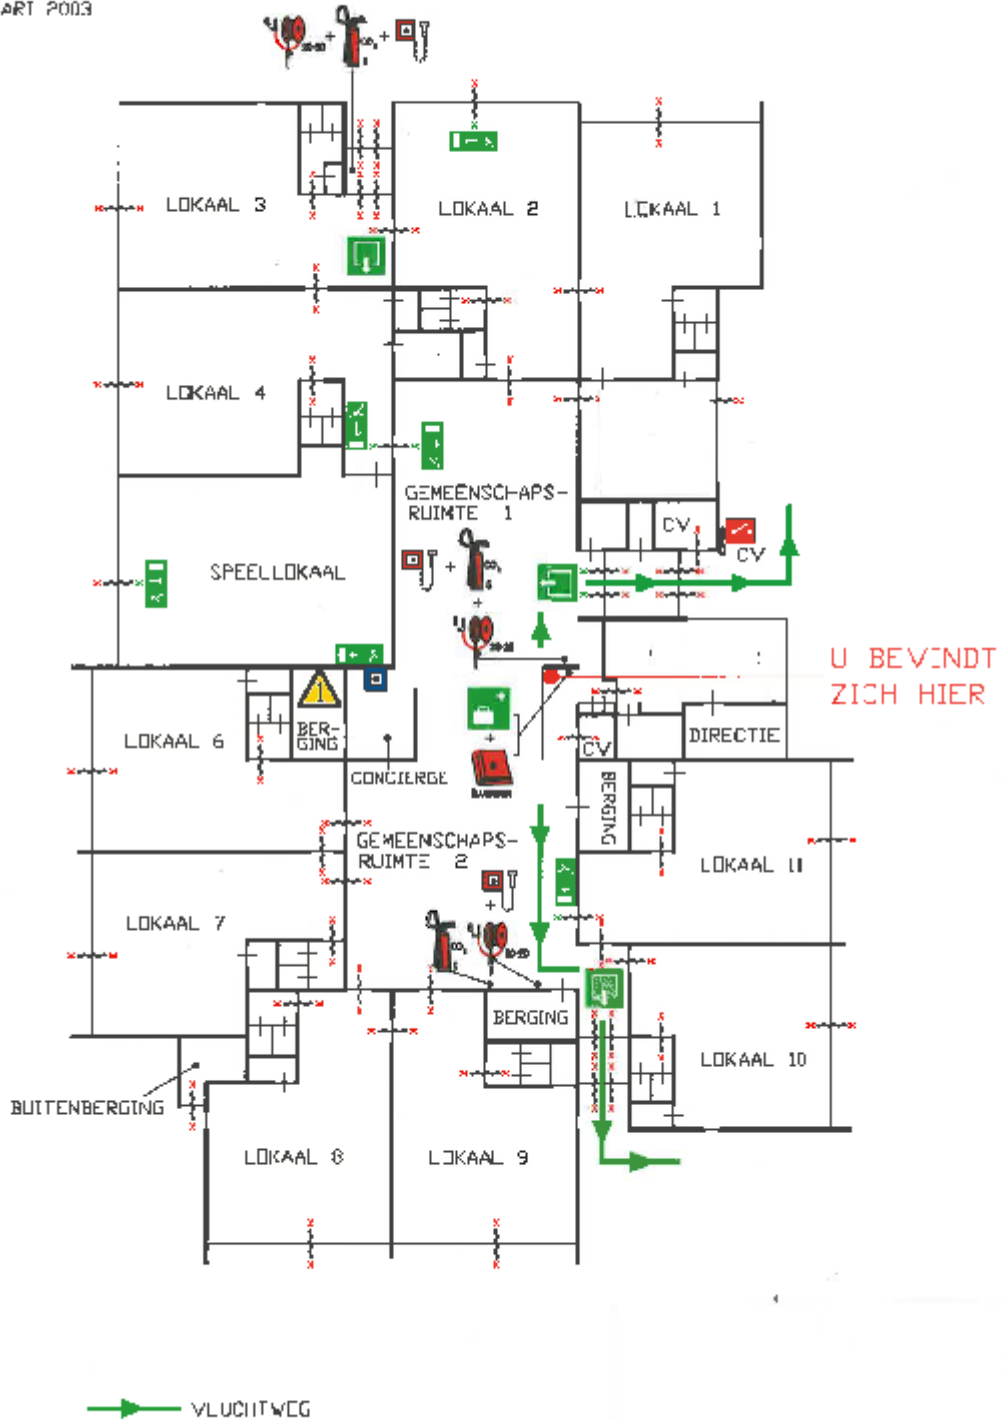 ART 2003
LOKAAL 3
LOKAAL 2
LOKAAL 1
LOKAAL 4
GEMEENSCHAPS-
RUIMTE 1
CV
CV
SPEELLOKAAL
U BEVINDT
ZICH HIER
LOKAAL 6
1
BER-
GING
DIRECTIE
CV
CONCIERGE
BERGING
GEMEENSCHAPS-
RUIMTE 2
LOKAAL 11
LOKAAL 7
BERGING
LOKAAL 10
BUITENBERGING
LOKAAL 8
LOKAAL 9
VLUCHTWEG